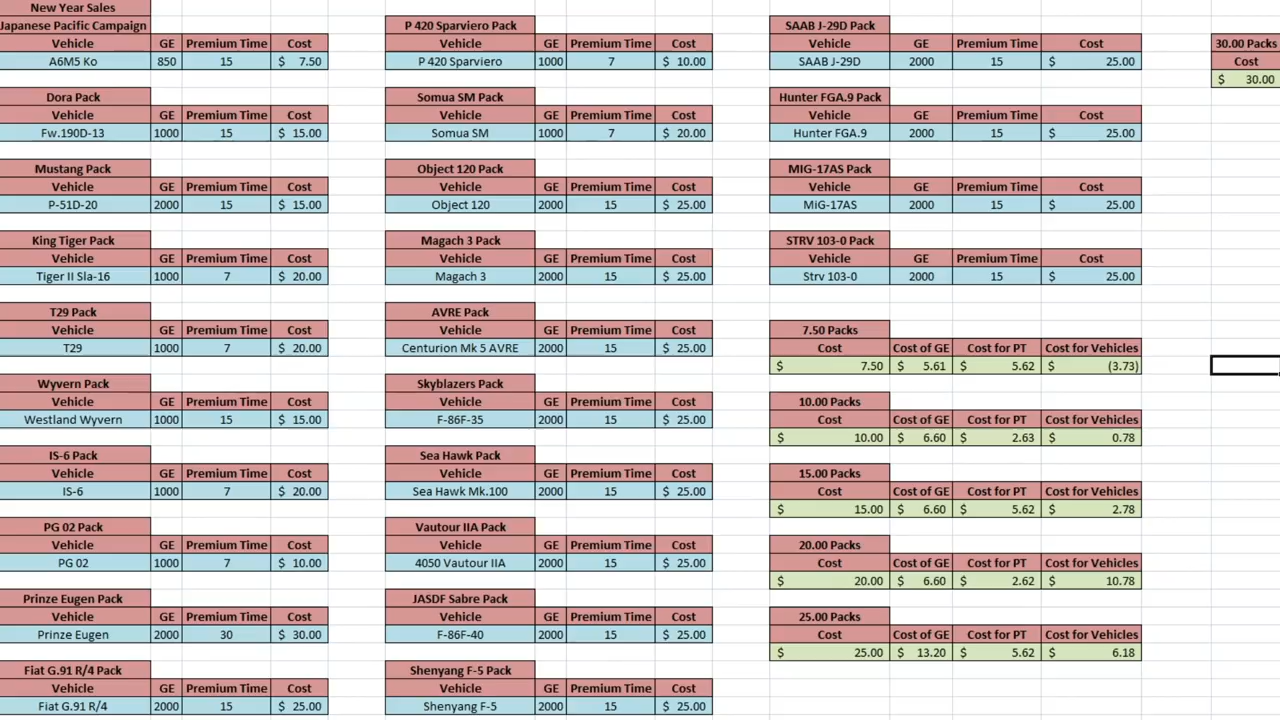 New Year Sales
Japanese Pacific Campaign
Vehicle GE Premium Time Cost
A6M5 Ko 850 15 $ 7.50
Dora Pack
Vehicle GE Premium Time Cost
Fw.190D-13 1000 15 $ 15.00
Mustang Pack
Vehicle GE Premium Time Cost
P-51D-20 2000 15 $ 15.00
King Tiger Pack
Vehicle GE Premium Time Cost
Tiger II Sla-16 1000 7 $ 20.00
T29 Pack
Vehicle GE Premium Time Cost
T29 1000 7 $ 20.00
Wyvern Pack
Vehicle GE Premium Time Cost
Westland Wyvern 1000 15 $ 15.00
IS-6 Pack
Vehicle GE Premium Time Cost
IS-6 1000 7 $ 20.00
PG 02 Pack
Vehicle GE Premium Time Cost
PG 02 1000 7 $ 10.00
Prinze Eugen Pack
Vehicle GE Premium Time Cost
Prinze Eugen 2000 30 $ 30.00
Fiat G.91 R/4 Pack
Vehicle GE Premium Time Cost
Fiat G.91 R/4 2000 15 $ 25.00
P 420 Sparviero Pack
Vehicle GE Premium Time Cost
P 420 Sparviero 1000 7 $ 10.00
Somua SM Pack
Vehicle GE Premium Time Cost
Somua SM 1000 7 $ 20.00
Object 120 Pack
Vehicle GE Premium Time Cost
Object 120 2000 15 $ 25.00
Magach 3 Pack
Vehicle GE Premium Time Cost
Magach 3 2000 15 $ 25.00
AVRE Pack
Vehicle GE Premium Time Cost
Centurion Mk 5 AVRE 2000 15 $ 25.00
Skyblazers Pack
Vehicle GE Premium Time Cost
F-86F-35 2000 15 $ 25.00
Sea Hawk Pack
Vehicle GE Premium Time Cost
Sea Hawk Mk.100 2000 15 $ 25.00
Vautour IIA Pack
Vehicle GE Premium Time Cost
4050 Vautour IIA 2000 15 $ 25.00
JASDF Sabre Pack
Vehicle GE Premium Time Cost
F-86F-40 2000 15 $ 25.00
Shenyang F-5 Pack
Vehicle GE Premium Time Cost
Shenyang F-5 2000 15 $ 25.00
SAAB J-29D Pack
Vehicle GE Premium Time Cost
SAAB J-29D 2000 15 $ 25.00
Hunter FGA.9 Pack
Vehicle GE Premium Time Cost
Hunter FGA.9 2000 15 $ 25.00
MIG-17AS Pack
Vehicle GE Premium Time Cost
MiG-17AS 2000 15 $ 25.00
STRV 103-0 Pack
Vehicle GE Premium Time Cost
Strv 103-0 2000 15 $ 25.00
7.50 Packs
Cost Cost of GE Cost for PT Cost for Vehicles
$ 7.50 $ 5.61 $ 5.62 $ (3.73)
10.00 Packs
Cost Cost of GE Cost for PT Cost for Vehicles
$ 10.00 $ 6.60 $ 2.63 $ 0.78
15.00 Packs
Cost Cost of GE Cost for PT Cost for Vehicles
$ 15.00 $ 6.60 $ 5.62 $ 2.78
20.00 Packs
Cost Cost of GE Cost for PT Cost for Vehicles
$ 20.00 $ 6.60 $ 2.62 $ 10.78
25.00 Packs
Cost Cost of GE Cost for PT Cost for Vehicles
$ 25.00 $ 13.20 $ 5.62 $ 6.18
30.00 Packs
Cost
$ 30.00